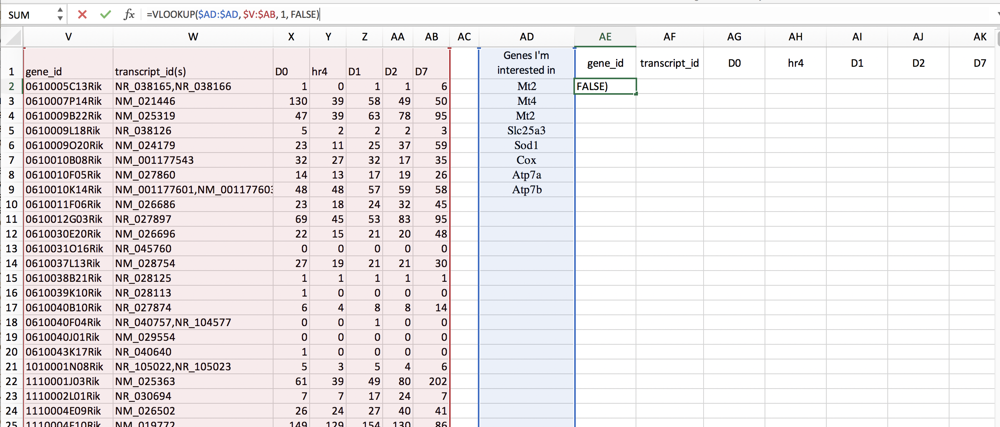 SUM fx =VLOOKUP($AD:$AD, $V:$AB, 1, FALSE)
V W X Y Z AA AB AC AD AE AF AG AH AI AJ AK
1 gene_id transcript_id(s) D0 hr4 D1 D2 D7 Genes I'm interested in gene_id transcript_id D0 hr4 D1 D2 D7
2 0610005C13Rik NR_038165,NR_038166 1 0 1 1 6 Mt2 FALSE)
3 0610007P14Rik NM_021446 130 39 58 49 50 Mt4
4 0610009B22Rik NM_025319 47 39 63 78 95 Mt2
5 0610009L18Rik NR_038126 5 2 2 2 3 Slc25a3
6 0610009O20Rik NM_024179 23 11 25 37 59 Sod1
7 0610010B08Rik NM_001177543 32 27 32 17 35 Cox
8 0610010F05Rik NM_027860 14 13 17 19 26 Atp7a
9 0610010K14Rik NM_001177601,NM_001177603 48 48 57 59 58 Atp7b
10 0610011F06Rik NM_026686 23 18 24 32 45
11 0610012G03Rik NR_027897 69 45 53 83 95
12 0610030E20Rik NM_026696 22 15 21 20 48
13 0610031O16Rik NR_045760 0 0 0 0 0
14 0610037L13Rik NM_028754 27 19 21 21 30
15 0610038B21Rik NR_028125 1 1 1 1 1
16 0610039K10Rik NR_028113 1 0 0 0 0
17 0610040B10Rik NR_027874 6 4 8 8 14
18 0610040F04Rik NR_040757,NR_104577 0 0 1 0 0
19 0610040J01Rik NM_029554 0 0 0 0 0
20 0610043K17Rik NR_040640 1 0 0 0 0
21 1010001N08Rik NR_105022,NR_105023 5 3 5 4 6
22 1110001J03Rik NM_025363 61 39 49 80 202
23 1110002L01Rik NR_030694 7 7 17 24 7
24 1110004E09Rik NM_026502 26 24 27 40 41
25 1110004F10Rik NM_019772 149 129 154 130 86